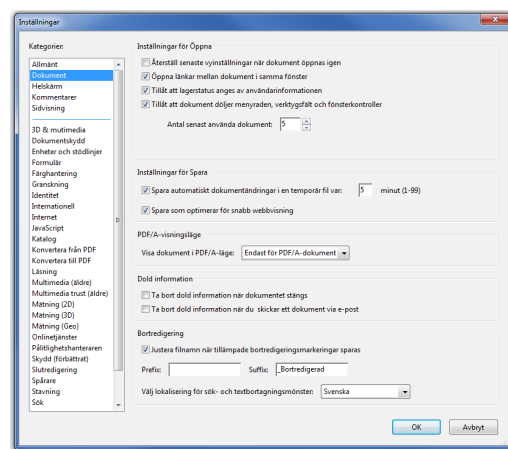 Inställningar
Kategorier:
Allmänt
Dokument
Helskärm
Kommentarer
Sidvisning
3D & mutimedia
Dokumentskydd
Enheter och stödlinjer
Formulär
Färghantering
Granskning
Identitet
Internationell
Internet
JavaScript
Katalog
Konvertera från PDF
Konvertera till PDF
Läsning
Multimedia (äldre)
Multimedia trust (äldre)
Mätning (2D)
Mätning (3D)
Mätning (Geo)
Onlinetjänster
Pålitlighetshanteraren
Skydd (förbättrat)
Slutredigering
Spårare
Stavning
Sök
Inställningar för Öppna
Återställ senaste vyinställningar när dokument öppnas igen
Öppna länkar mellan dokument i samma fönster
Tillåt att lagerstatus anges av användarinformationen
Tillåt att dokument döljer menyraden, verktygsfält och fönsterkontroller
Antal senast använda dokument: 5
Inställningar för Spara
Spara automatiskt dokumentändringar i en temporär fil var: 5 minut (1-99)
Spara som optimerar för snabb webbvisning
PDF/A-visningsläge
Visa dokument i PDF/A-läge: Endast för PDF/A-dokument
Dold information
Ta bort dold information när dokumentet stängs
Ta bort dold information när du skickar ett dokument via e-post
Bortredigering
Justera filnamn när tillämpade bortredigeringsmarkeringar sparas
Prefix: Suffix: _Bortredigerad
Välj lokalisering för sök- och textbortagningsmönster: Svenska
OK Avbryt